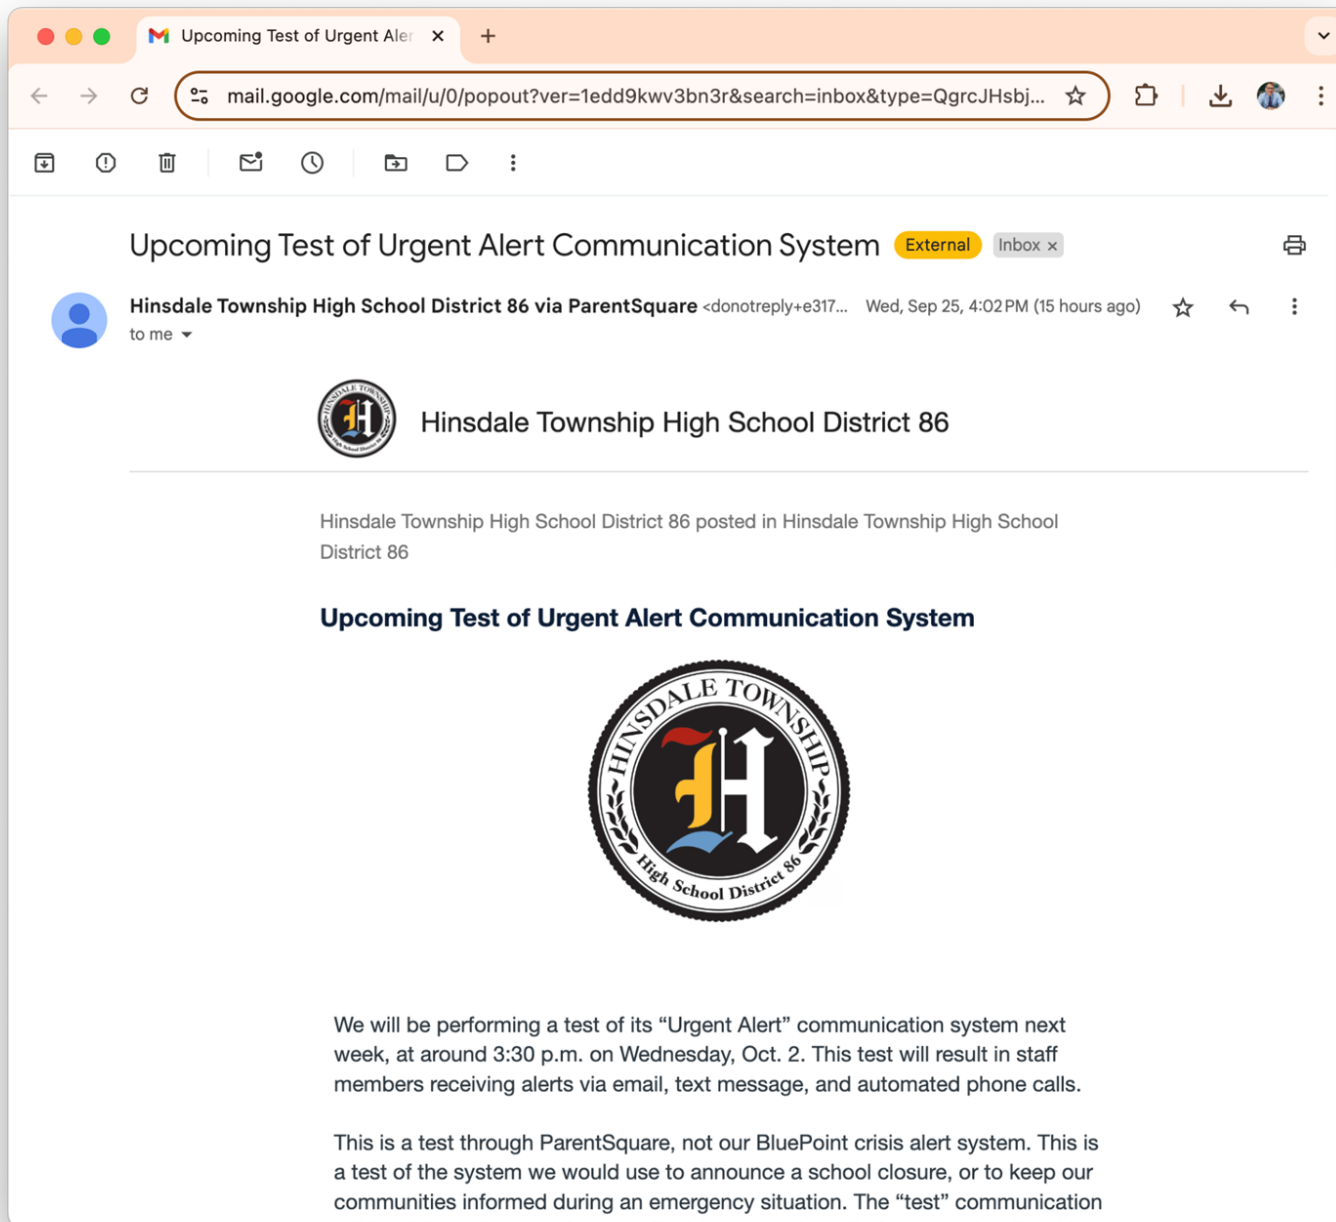 Upcoming Test of Urgent Aler
mail.google.com/mail/u/0/popout?ver=1edd9kwv3bn3r&search=inbox&type=QgrcJHsbj...
Upcoming Test of Urgent Alert Communication System External Inbox x
Hinsdale Township High School District 86 via ParentSquare <donotreply+e317... Wed, Sep 25, 4:02 PM (15 hours ago)
to me
HINSDALE TOWNSHIP
H
High School District 86
Hinsdale Township High School District 86
Hinsdale Township High School District 86 posted in Hinsdale Township High School
District 86
Upcoming Test of Urgent Alert Communication System
HINSDALE TOWNSHIP
H
High School District 86
We will be performing a test of its “Urgent Alert” communication system next
week, at around 3:30 p.m. on Wednesday, Oct. 2. This test will result in staff
members receiving alerts via email, text message, and automated phone calls.
This is a test through ParentSquare, not our BluePoint crisis alert system. This is
a test of the system we would use to announce a school closure, or to keep our
communities informed during an emergency situation. The “test” communication